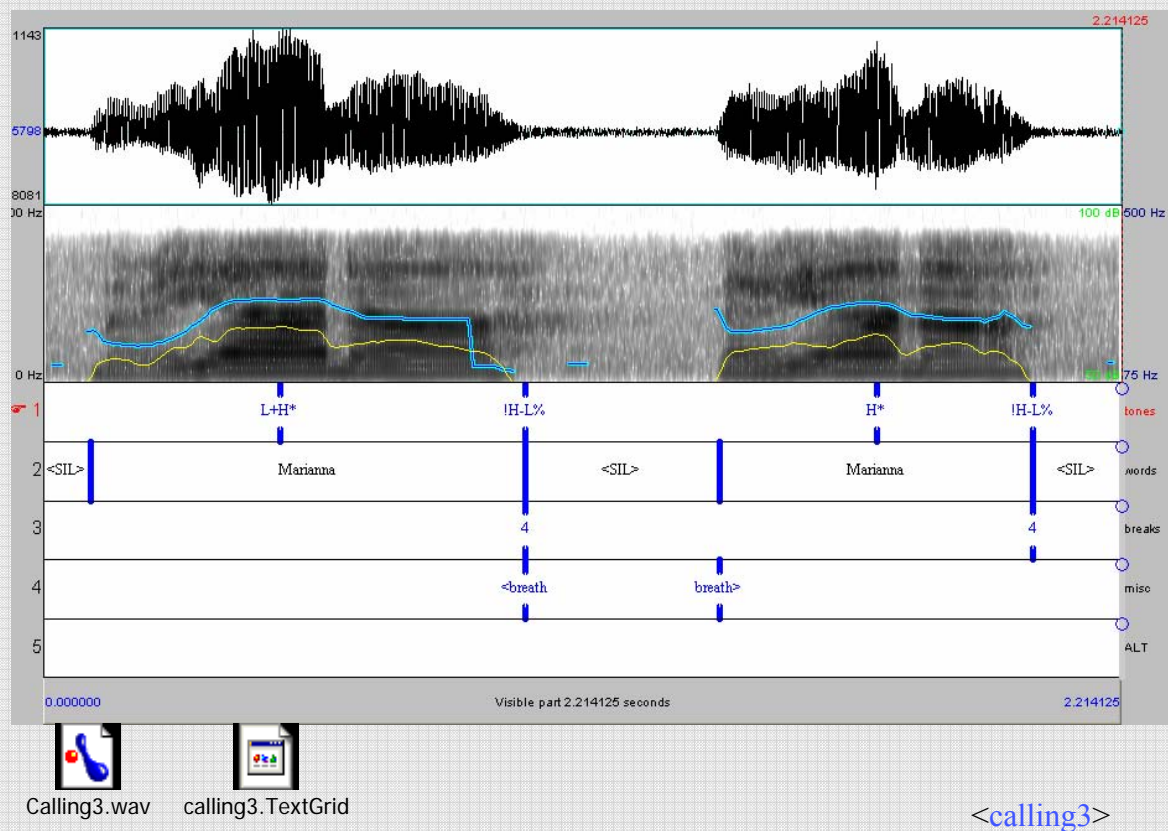 2.214125
1143
5798
8081
00 Hz 100 dB 500 Hz
0 Hz 75 Hz
1 L+H* !H-L% H* !H-L% tones
2 <SIL> Marianna <SIL> Marianna <SIL> words
3 4 4 breaks
4 <breath breath> misc
5 ALT
0.000000 Visible part 2.214125 seconds 2.214125
Calling3.wav calling3.TextGrid
<calling3>